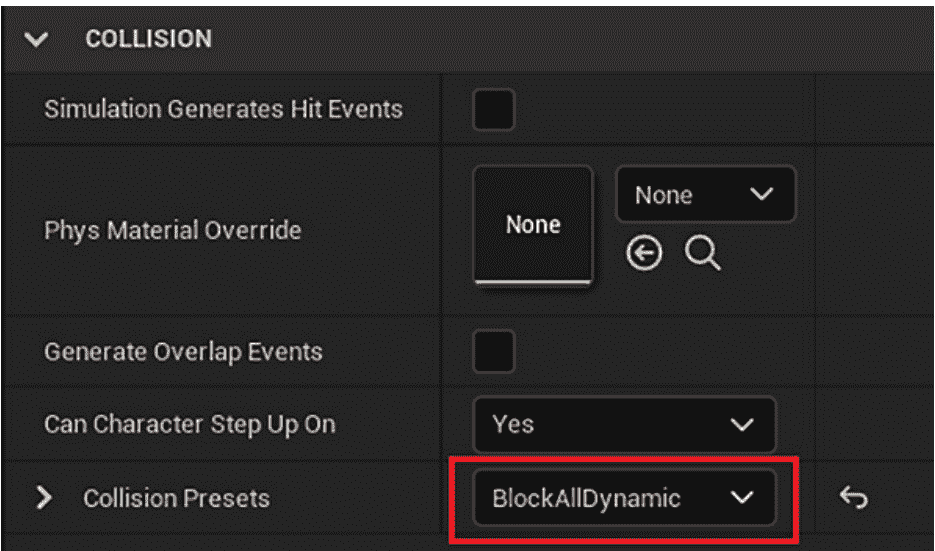 COLLISION
Simulation Generates Hit Events
Phys Material Override
None
None
Generate Overlap Events
Can Character Step Up On
Yes
Collision Presets
BlockAllDynamic